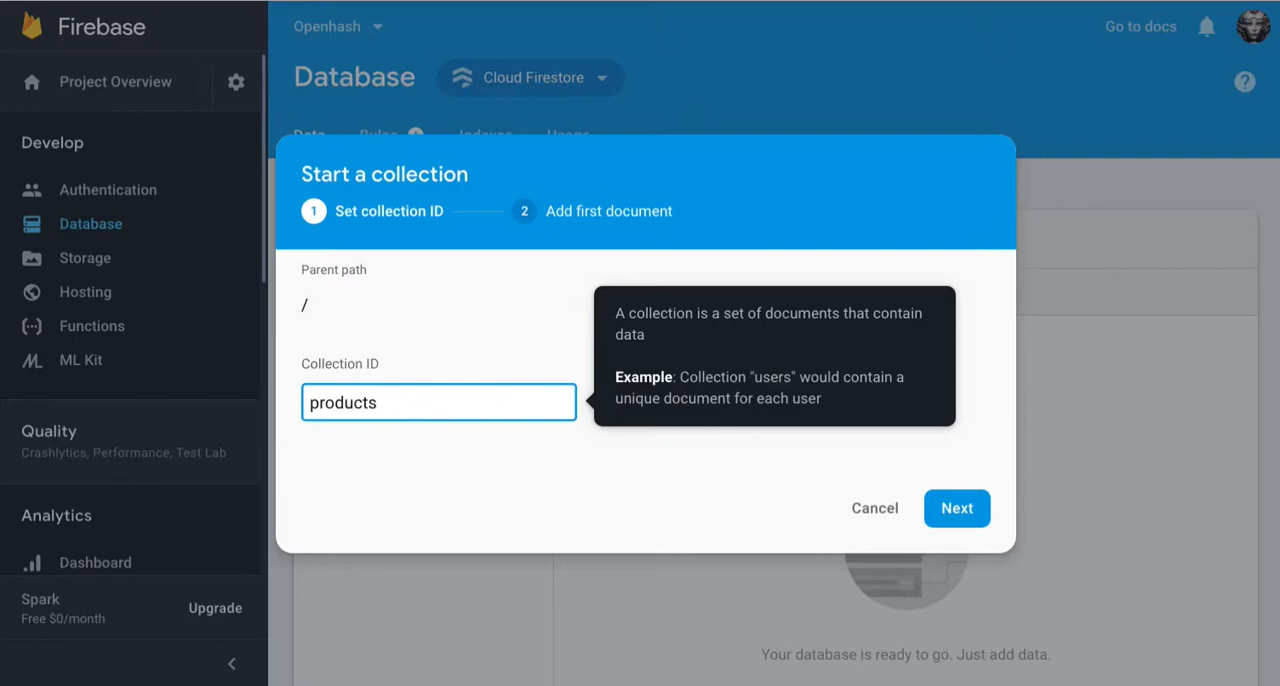 Firebase
Openhash
Go to docs
Project Overview
Database
Cloud Firestore
Data Rules Indexes Usage
Develop
Authentication
Database
Storage
Hosting
Functions
ML Kit
Quality
Crashlytics, Performance, Test Lab
Analytics
Dashboard
Spark
Free $0/month
Upgrade
Start a collection
1 Set collection ID 2 Add first document
Parent path
/
Collection ID
products
A collection is a set of documents that contain
data
Example: Collection "users" would contain a
unique document for each user
Cancel Next
Your database is ready to go. Just add data.